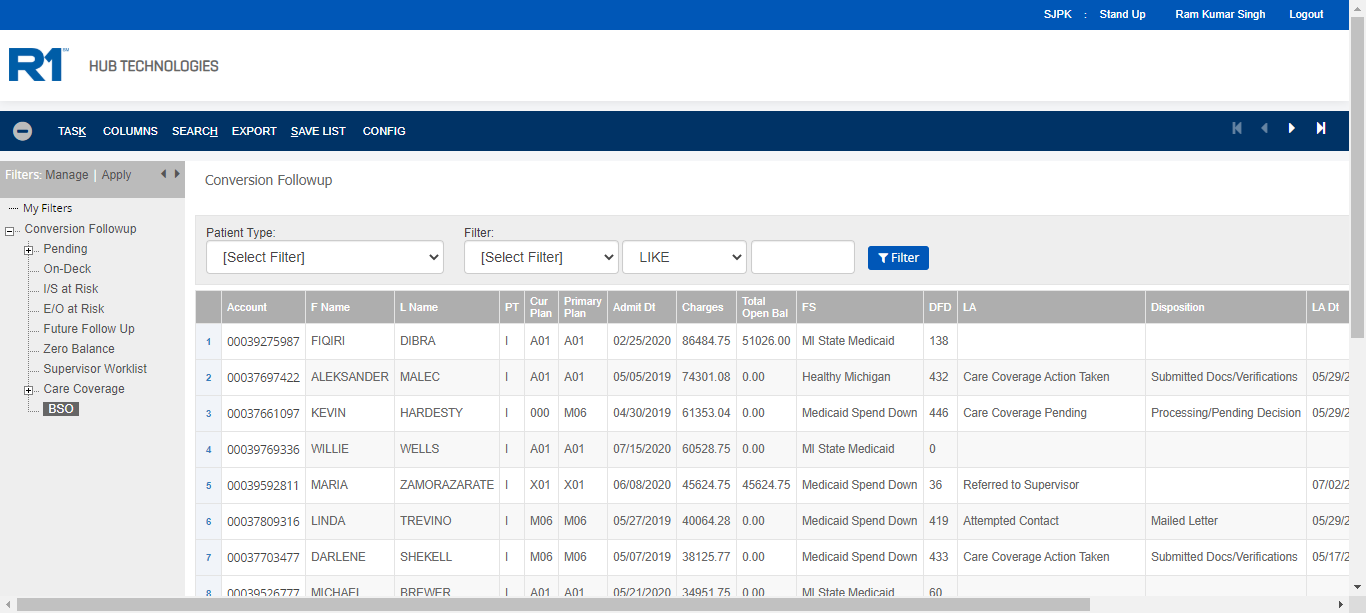 SJPK : Stand Up Ram Kumar Singh Logout
R1 HUB TECHNOLOGIES
TASK COLUMNS SEARCH EXPORT SAVE LIST CONFIG
Filters: Manage | Apply
My Filters
Conversion Followup
Pending
On-Deck
I/S at Risk
E/O at Risk
Future Follow Up
Zero Balance
Supervisor Worklist
Care Coverage
BSO
Conversion Followup
Patient Type: Filter:
[Select Filter] [Select Filter] LIKE Filter
Account F Name L Name PT Cur Plan Primary Plan Admit Dt Charges Total Open Bal FS DFD LA Disposition LA Dt
1 00039275987 FIQIRI DIBRA I A01 A01 02/25/2020 86484.75 51026.00 MI State Medicaid 138
2 00037697422 ALEKSANDER MALEC I A01 A01 05/05/2019 74301.08 0.00 Healthy Michigan 432 Care Coverage Action Taken Submitted Docs/Verifications 05/29/2
3 00037661097 KEVIN HARDESTY I 000 M06 04/30/2019 61353.04 0.00 Medicaid Spend Down 446 Care Coverage Pending Processing/Pending Decision 05/29/2
4 00039769336 WILLIE WELLS I A01 A01 07/15/2020 60528.75 0.00 MI State Medicaid 0
5 00039592811 MARIA ZAMORAZARATE I X01 X01 06/08/2020 45624.75 45624.75 Medicaid Spend Down 36 Referred to Supervisor 07/02/2
6 00037809316 LINDA TREVINO I M06 M06 05/27/2019 40064.28 0.00 Medicaid Spend Down 419 Attempted Contact Mailed Letter 05/29/2
7 00037703477 DARLENE SHEKELL I M06 M06 05/07/2019 38125.77 0.00 Medicaid Spend Down 433 Care Coverage Action Taken Submitted Docs/Verifications 05/17/2
8 00039526777 MICHAEL BREWER I A01 A01 05/21/2020 34951.75 0.00 MI State Medicaid 60